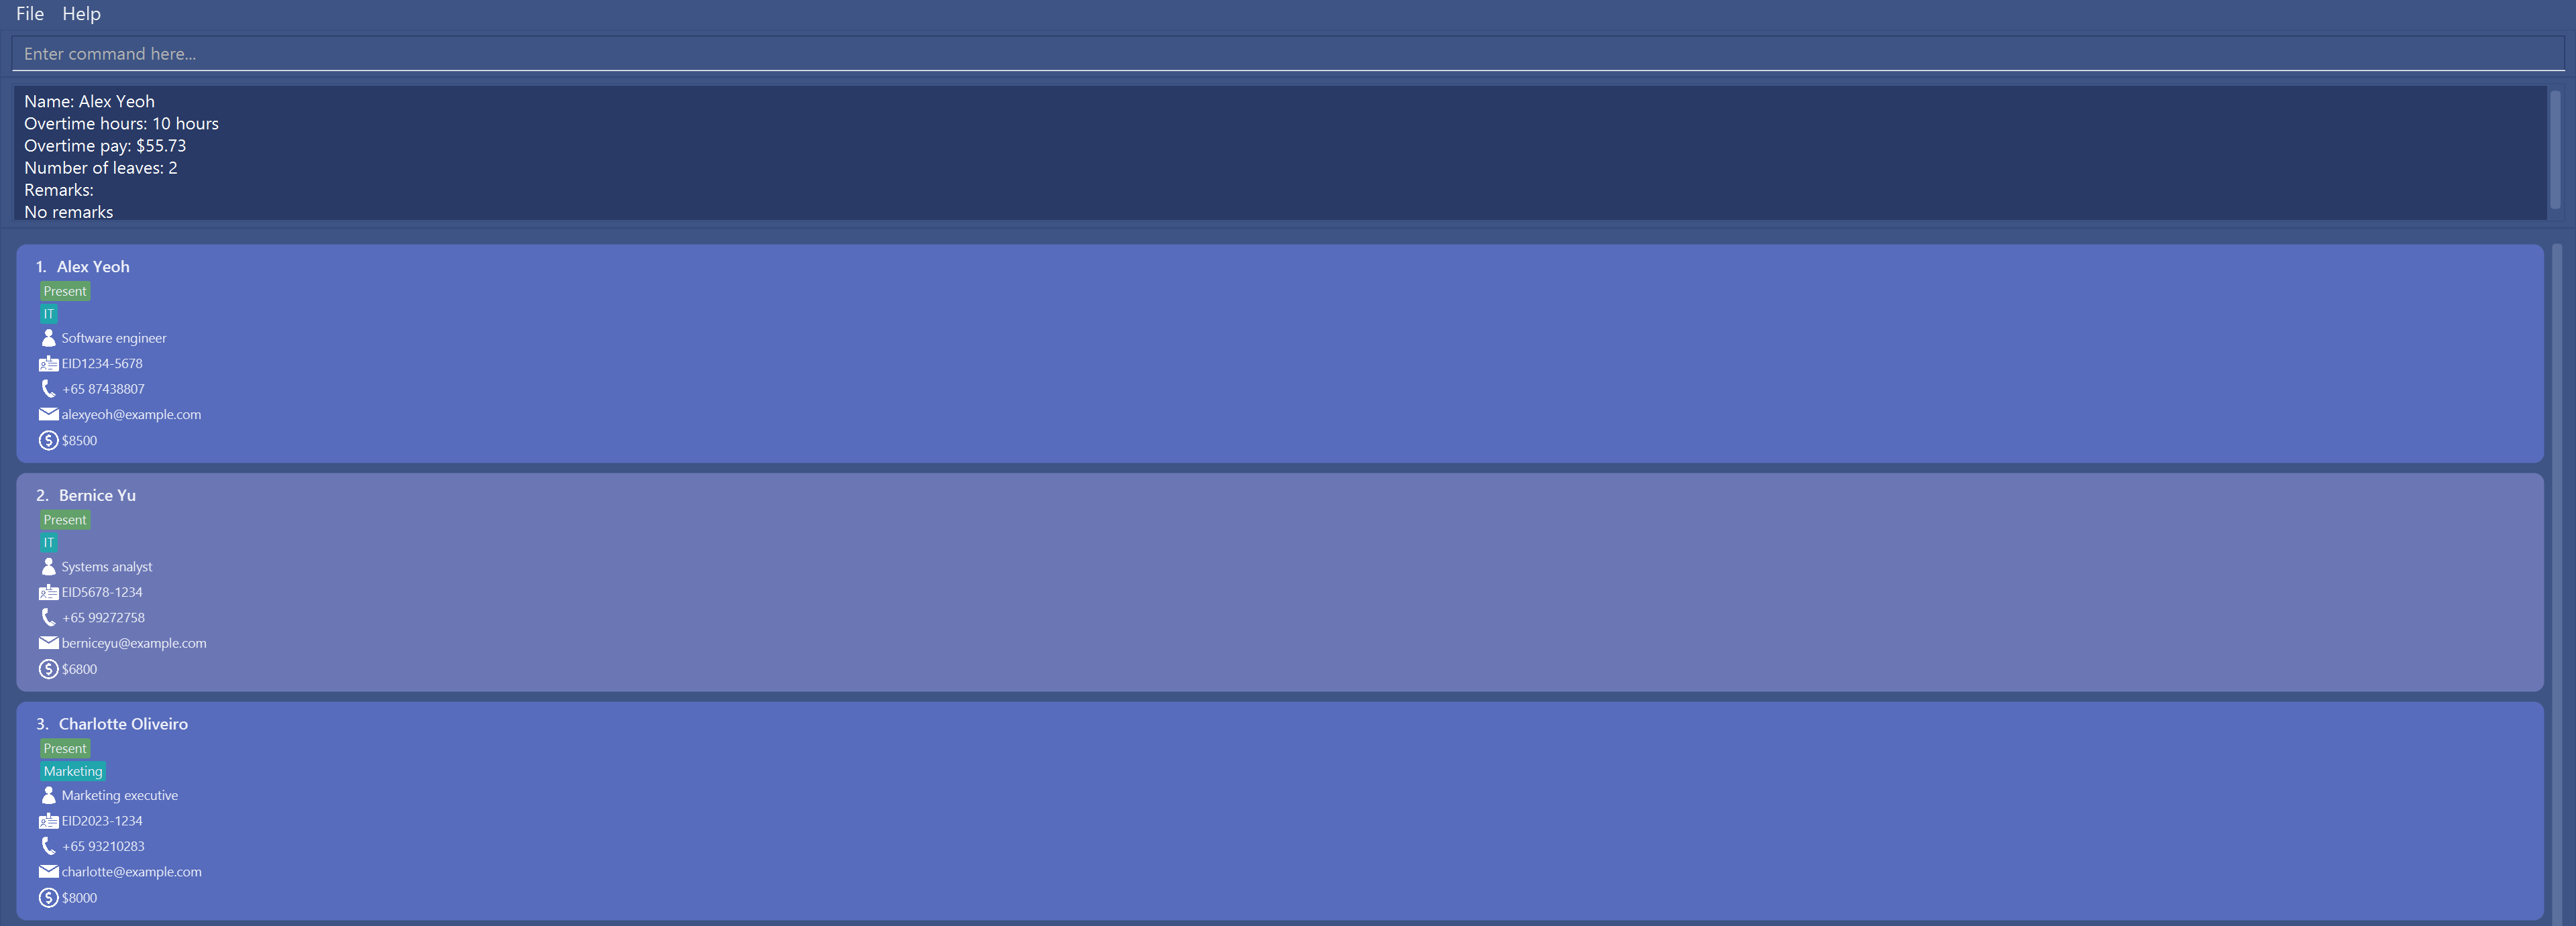 File Help
Enter command here...
Name: Alex Yeoh
Overtime hours: 10 hours
Overtime pay: $55.73
Number of leaves: 2
Remarks:
No remarks
1. Alex Yeoh
Present
IT
Software engineer
EID1234-5678
+65 87438807
alexyeoh@example.com
$8500
2. Bernice Yu
Present
IT
Systems analyst
EID5678-1234
+65 99272758
berniceyu@example.com
$6800
3. Charlotte Oliveiro
Present
Marketing
Marketing executive
EID2023-1234
+65 93210283
charlotte@example.com
$8000